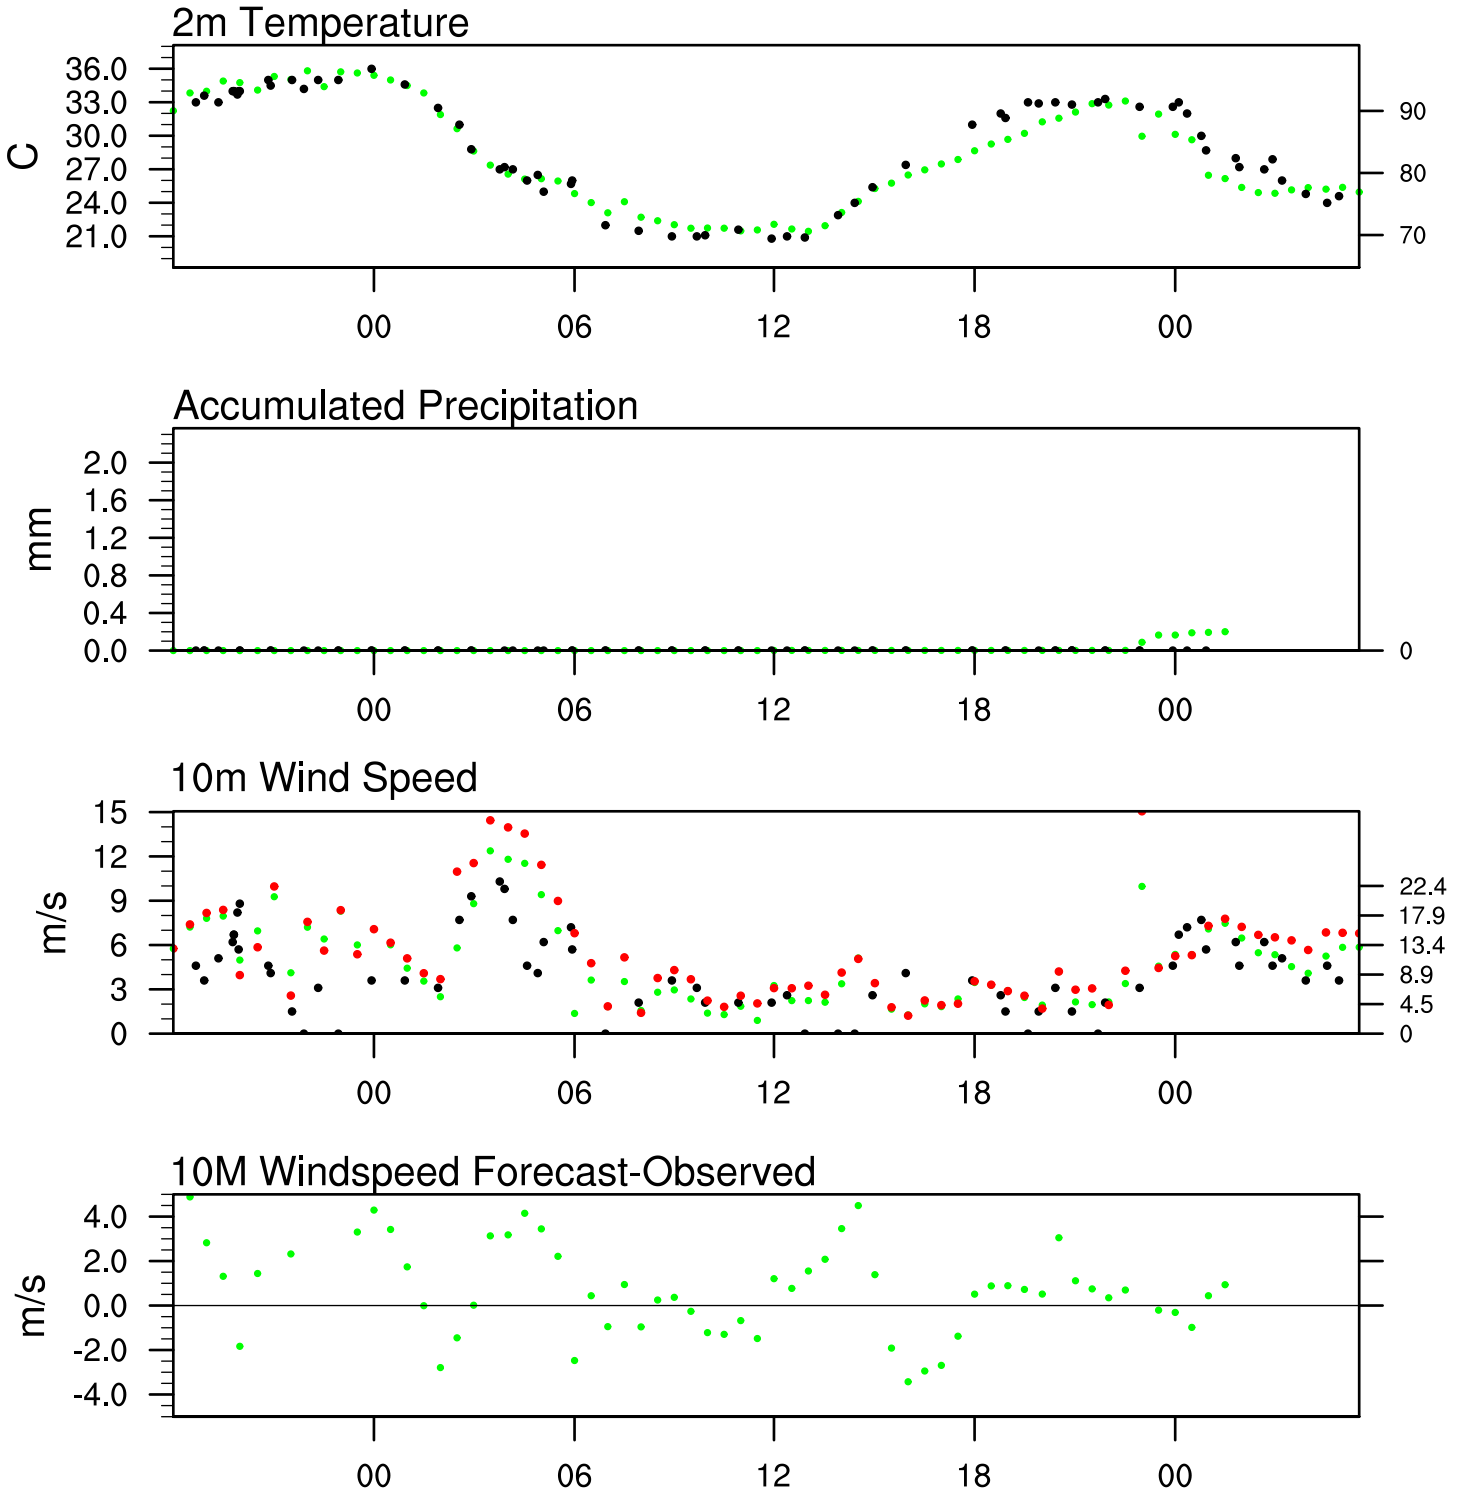 2m Temperature
36.0
33.0
30.0
27.0
24.0
21.0
C
90
80
70
00 06 12 18 00
Accumulated Precipitation
2.0
1.6
1.2
0.8
0.4
0.0
mm
0
00 06 12 18 00
10m Wind Speed
15
12
9
6
3
0
m/s
22.4
17.9
13.4
8.9
4.5
0
00 06 12 18 00
10M Windspeed Forecast-Observed
4.0
2.0
0.0
-2.0
-4.0
m/s
00 06 12 18 00